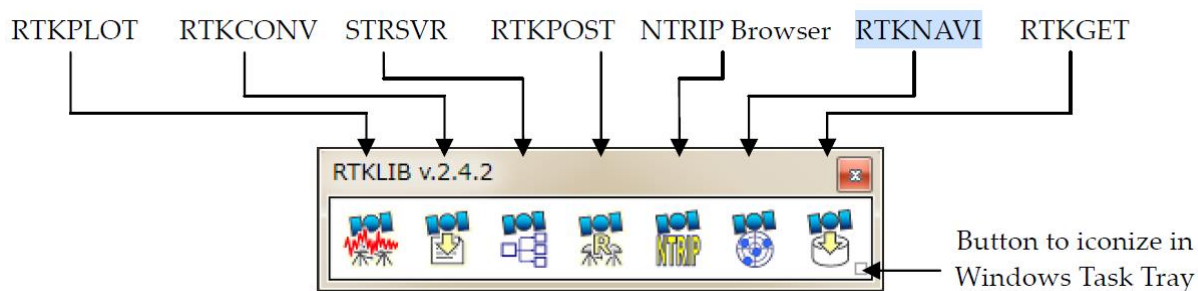 RTKPLOT RTKCONV STRSVR RTKPOST NTRIP Browser RTKNAVI RTKGET
RTKLIB v.2.4.2
R
NTRIP
Button to iconize in
Windows Task Tray